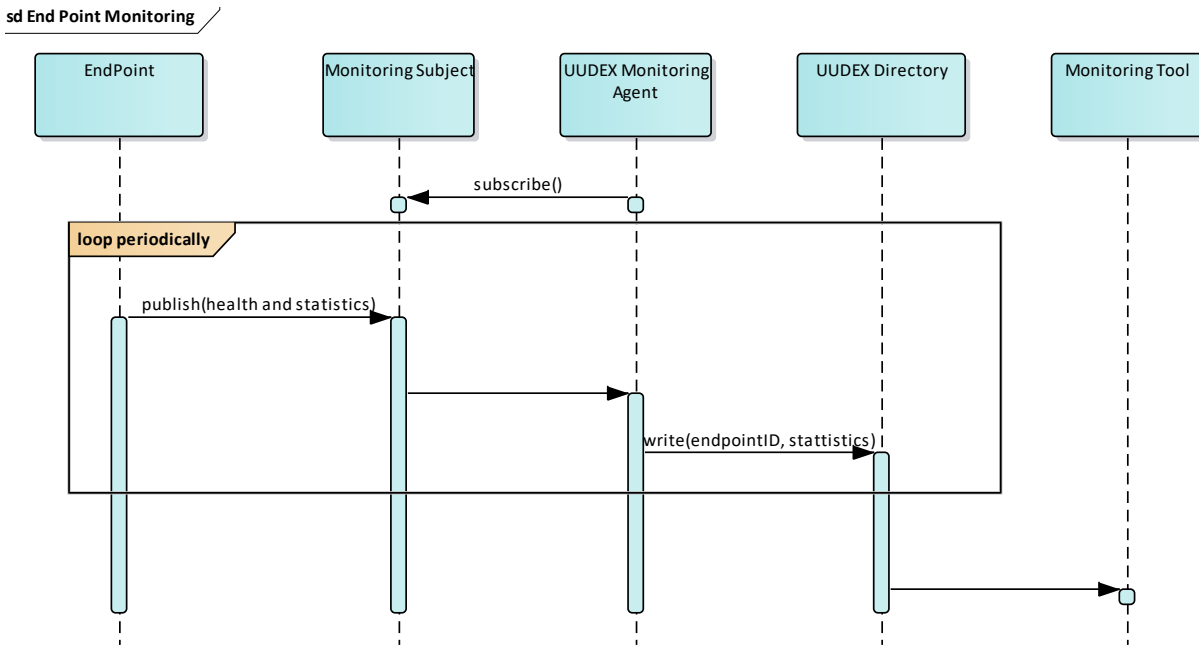 sd End Point Monitoring
EndPoint
Monitoring Subject
UUDEX Monitoring
Agent
UUDEX Directory
Monitoring Tool
subscribe()
loop periodically
publish(health and statistics)
write(endpointID, stattistics)